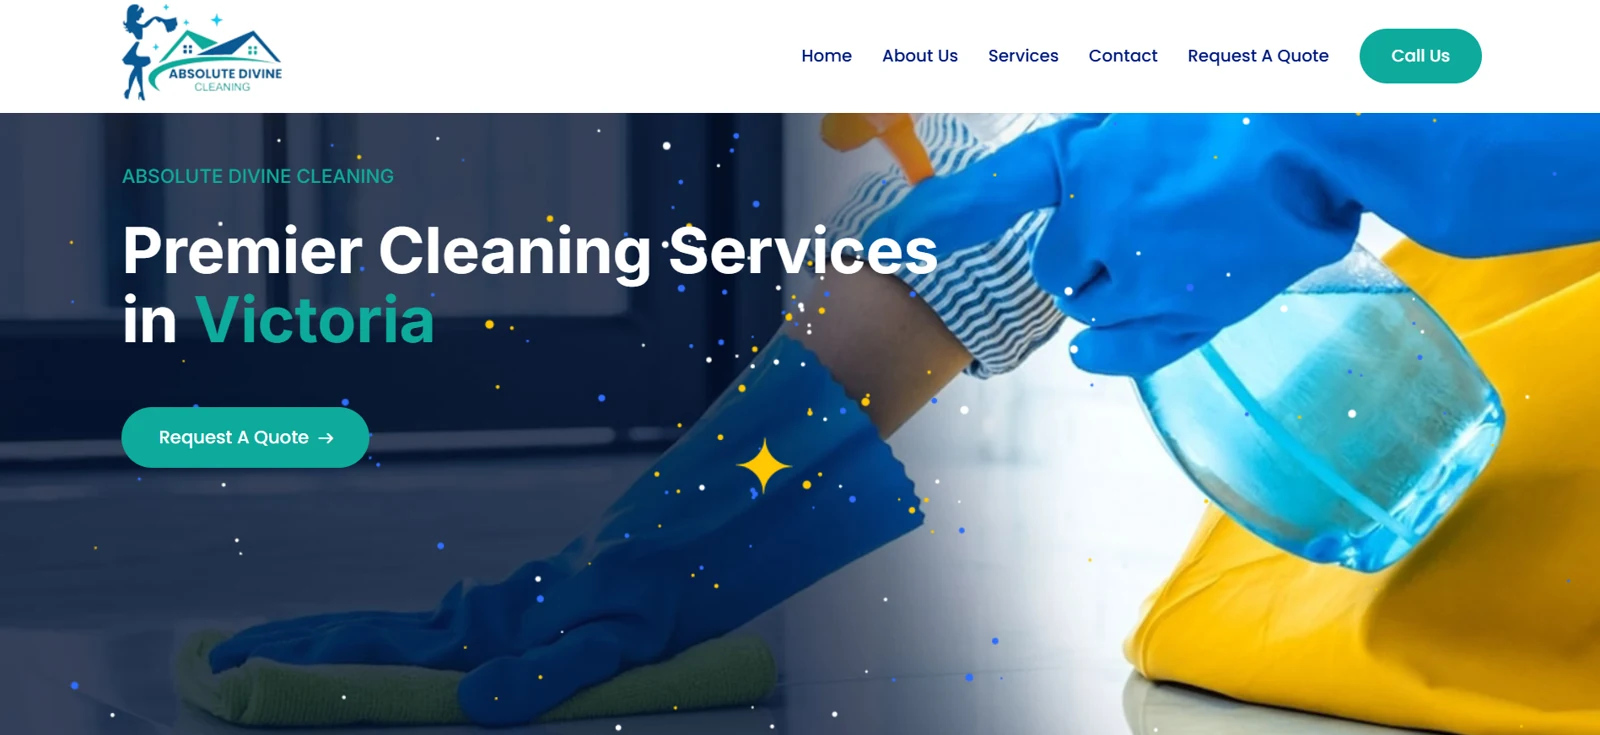 ABSOLUTE DIVINE
CLEANING
Home
About Us
Services
Contact
Request A Quote
Call Us
ABSOLUTE DIVINE CLEANING
Premier Cleaning Services
in Victoria
Request A Quote →